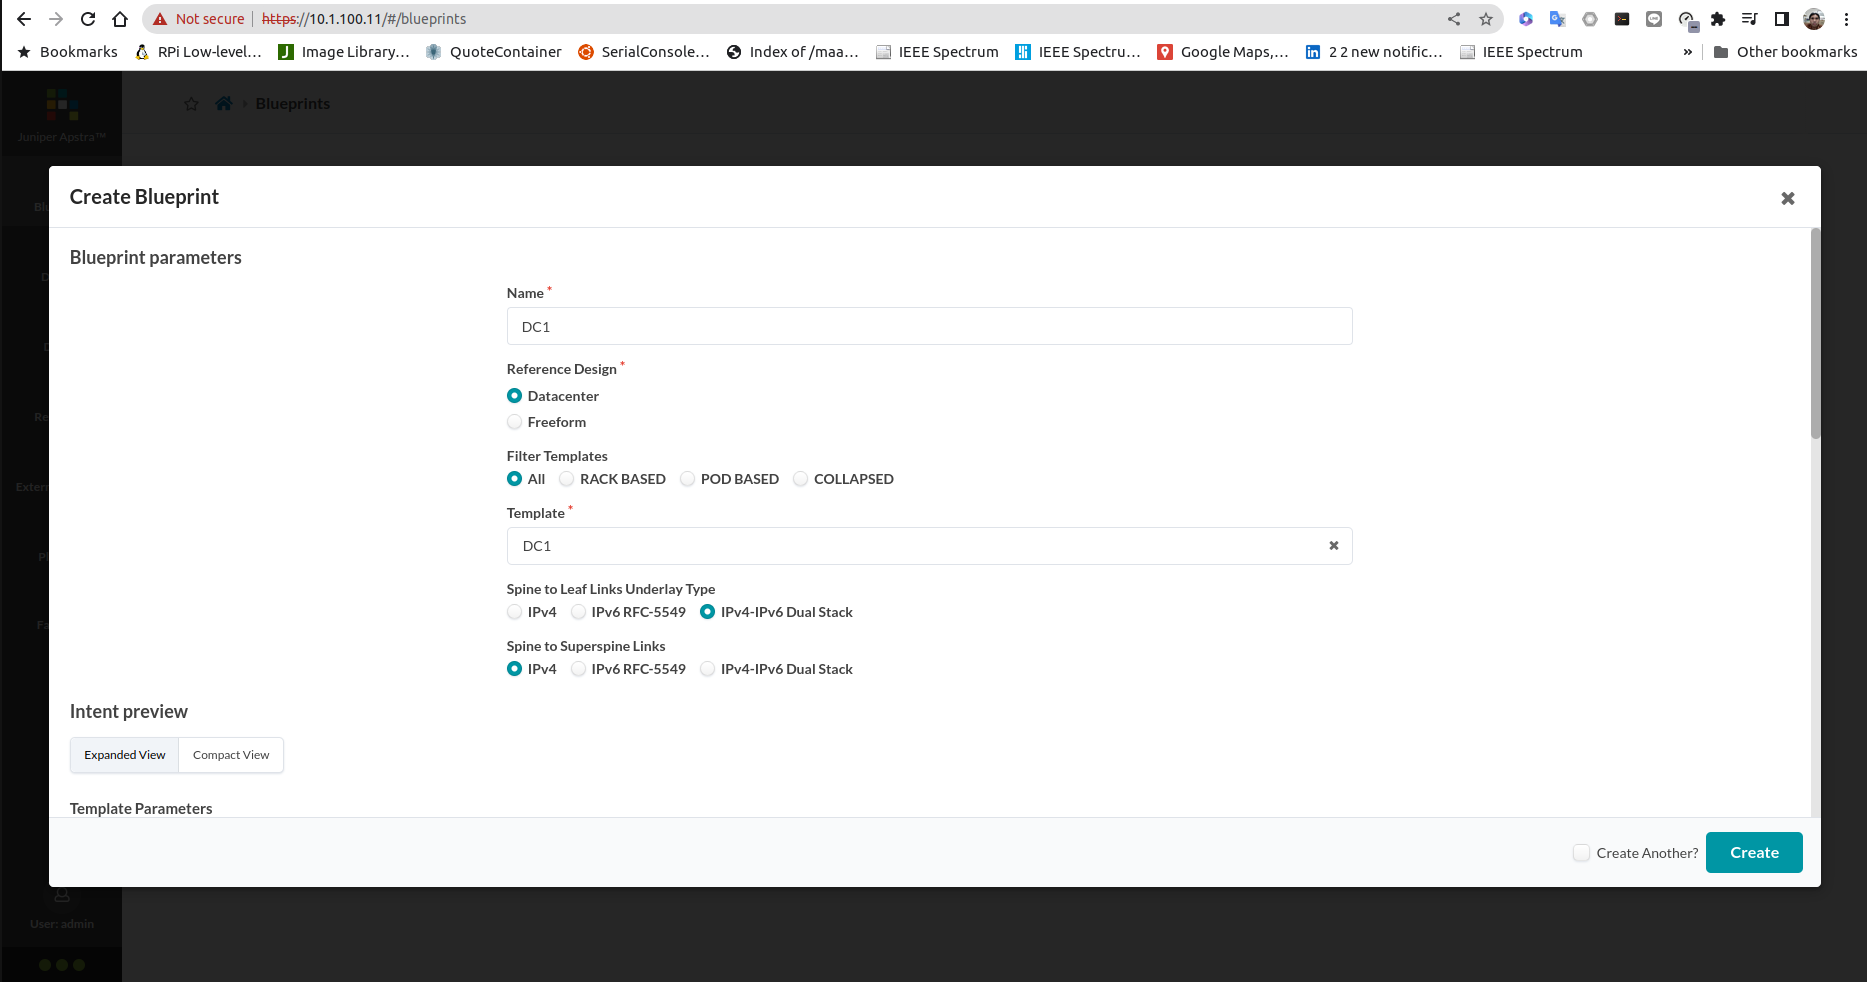 Not secure https://10.1.100.11/#/blueprints
Bookmarks RPi Low-level... Image Library... QuoteContainer SerialConsole... Index of /maa... IEEE Spectrum IEEE Spectru... Google Maps,... 2 2 new notific... IEEE Spectrum » Other bookmarks
Juniper Apstra™
Blueprints
Create Blueprint
Blueprint parameters
Name *
DC1
Reference Design *
Datacenter
Freeform
Filter Templates
All RACK BASED POD BASED COLLAPSED
Template *
DC1
Spine to Leaf Links Underlay Type
IPv4 IPv6 RFC-5549 IPv4-IPv6 Dual Stack
Spine to Superspine Links
IPv4 IPv6 RFC-5549 IPv4-IPv6 Dual Stack
Intent preview
Expanded View Compact View
Template Parameters
Create Another? Create
User: admin